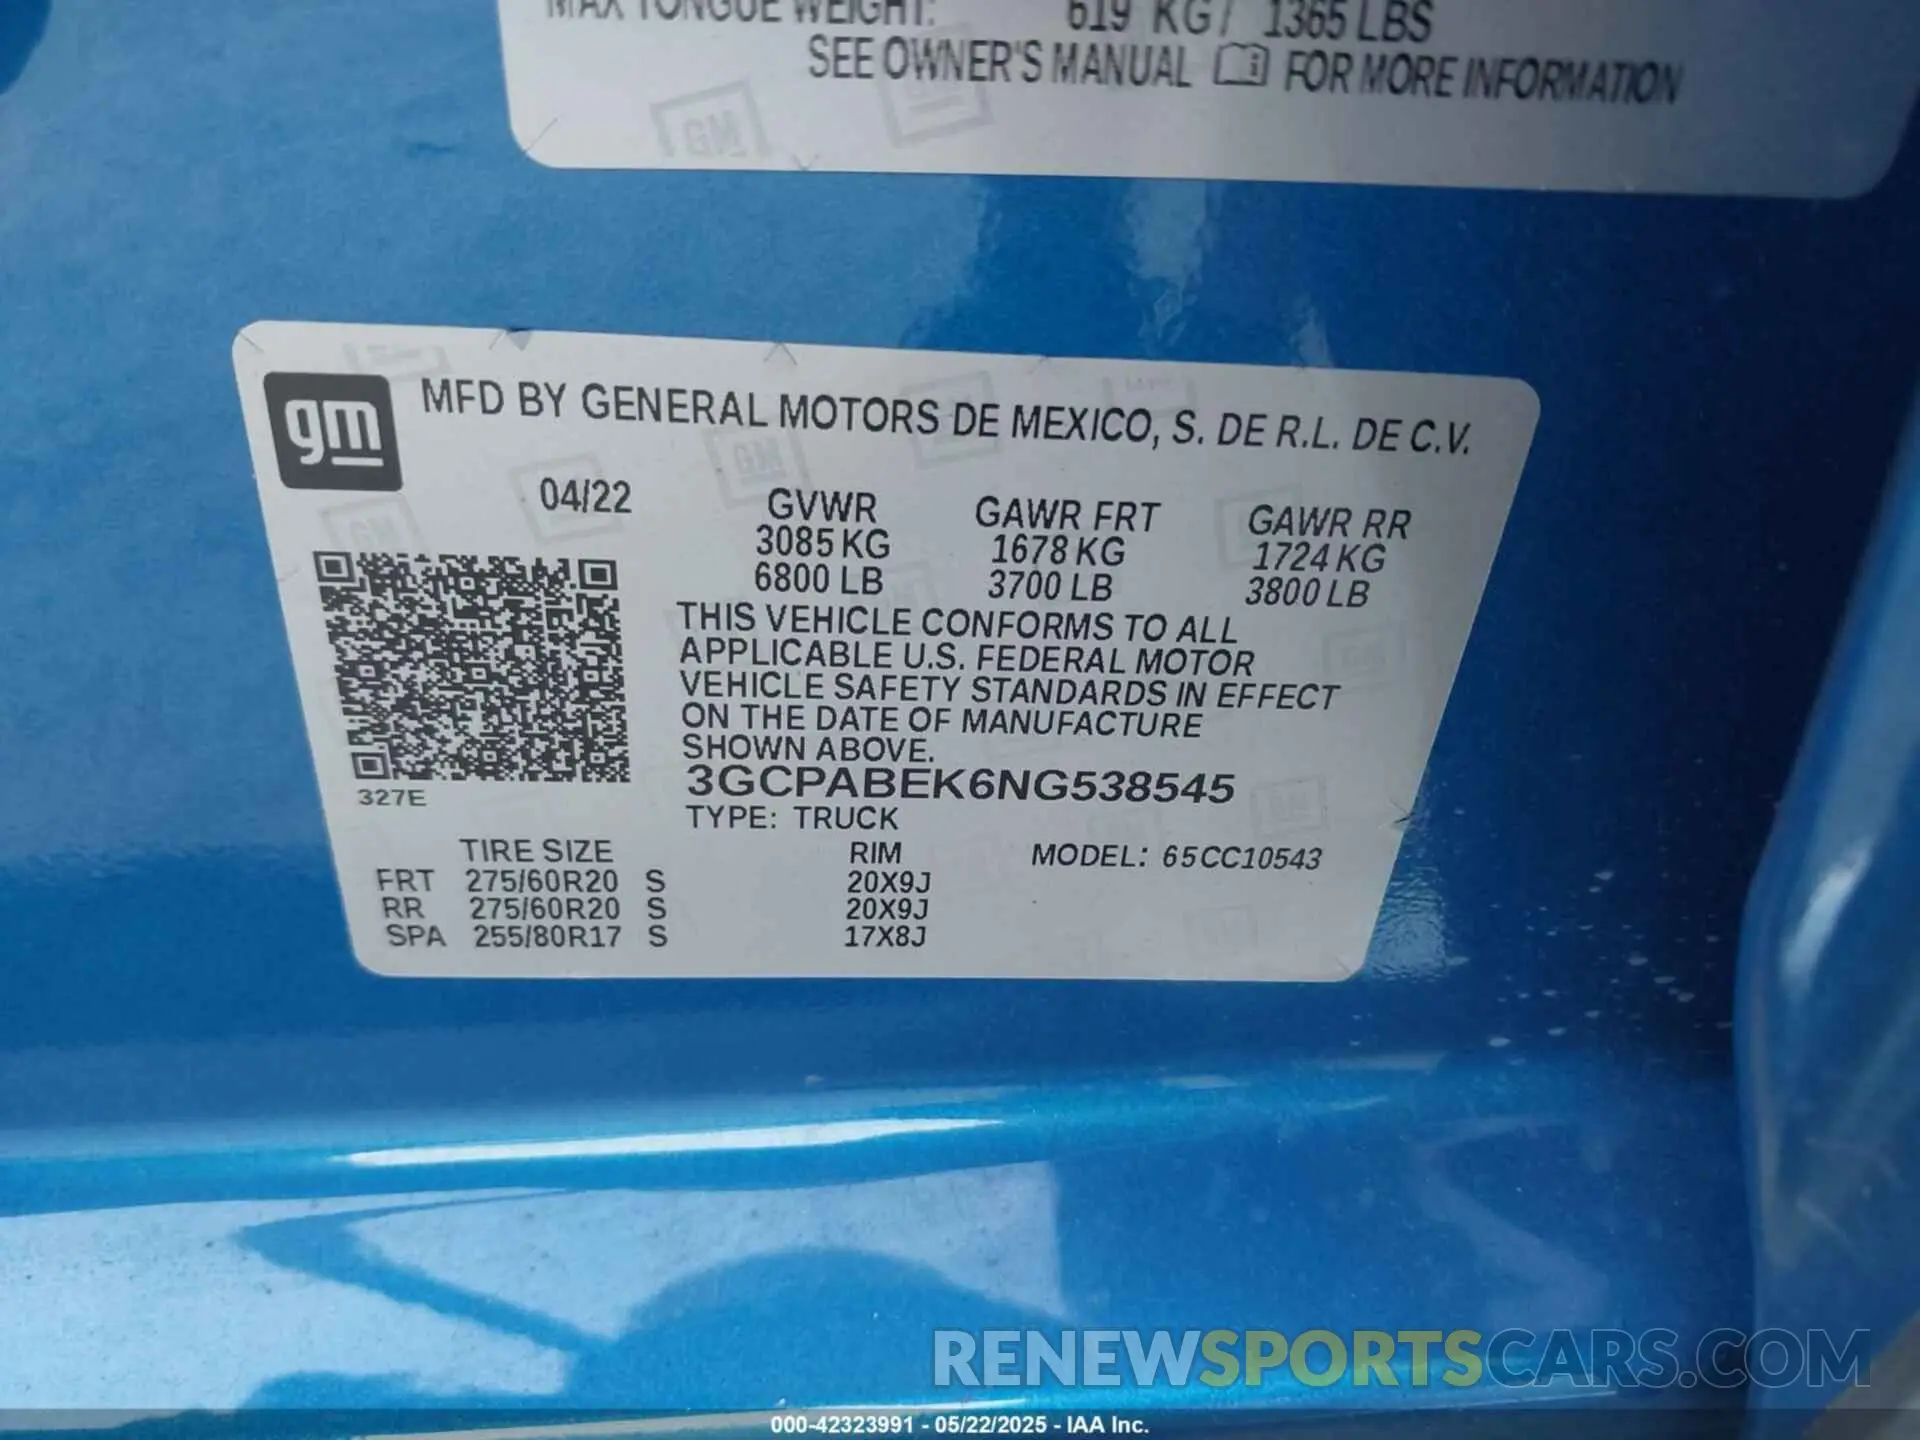 MAX TONGUE WEIGHT: 619 KG / 1365 LBS
SEE OWNER'S MANUAL FOR MORE INFORMATION
GM
gm MFD BY GENERAL MOTORS DE MEXICO, S. DE R.L. DE C.V.
04/22 GVWR GAWR FRT GAWR RR
3085 KG 1678 KG 1724 KG
6800 LB 3700 LB 3800 LB
THIS VEHICLE CONFORMS TO ALL
APPLICABLE U.S. FEDERAL MOTOR
VEHICLE SAFETY STANDARDS IN EFFECT
ON THE DATE OF MANUFACTURE
SHOWN ABOVE.
3GCPABEK6NG538545
327E
TYPE: TRUCK
TIRE SIZE RIM MODEL: 65CC10543
FRT 275/60R20 S 20X9J
RR 275/60R20 S 20X9J
SPA 255/80R17 S 17X8J
RENEWSPORTSCARS.COM
000-42323991 - 05/22/2025 - IAA Inc.